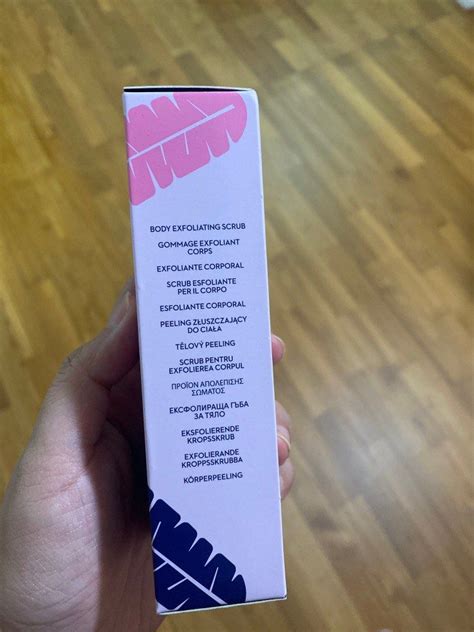 BODY EXFOLIATING SCRUB
GOMMAGE EXFOLIANT
CORPS
EXFOLIANTE CORPORAL
SCRUB ESFOLIANTE
PER IL CORPO
ESFOLIANTE CORPORAL
PEELING ZŁUSZCZAJĄCY
DO CIAŁA
TĚLOVÝ PEELING
SCRUB PENTRU
EXFOLIEREA CORPUL
ΠΡΟΪΟΝ ΑΠΟΛΕΠΙΣΗΣ
ΣΩΜΑΤΟΣ
ЕКСФОЛИРАЩА ГЪБА
ЗА ТЯЛО
EKSFOLIERENDE
KROPSSKRUB
EXFOLIERANDE
KROPPSSKRUBBA
KÖRPERPEELING